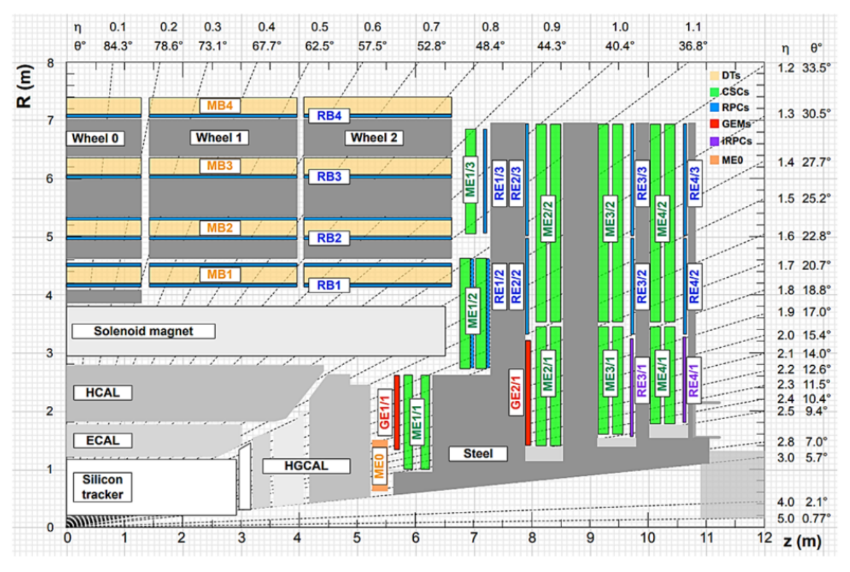 η 0.1 0.2 0.3 0.4 0.5 0.6 0.7 0.8 0.9 1.0 1.1
θ° 84.3° 78.6° 73.1° 67.7° 62.5° 57.5° 52.8° 48.4° 44.3° 40.4° 36.8° η θ°
R (m)
8
7
6
5
4
3
2
1
0
1.2 33.5°
1.3 30.5°
1.4 27.7°
1.5 25.2°
1.6 22.8°
1.7 20.7°
1.8 18.8°
1.9 17.0°
2.0 15.4°
2.1 14.0°
2.2 12.6°
2.3 11.5°
2.4 10.4°
2.5 9.4°
2.8 7.0°
3.0 5.7°
4.0 2.1°
5.0 0.77°
DTs
CSCs
RPCs
GEMs
iRPCs
ME0
MB4
RB4
Wheel 0 Wheel 1 Wheel 2
MB3
RB3
MB2
RB2
MB1
RB1
Solenoid magnet
HCAL
ECAL
Silicon
tracker
HGCAL
Steel
ME0
GE1/1
ME1/1
ME1/2
ME1/3
RE1/3
RE2/3
RE1/2
RE2/2
GE2/1
ME2/2
ME2/1
ME3/2
ME3/1
RE3/3
RE3/2
RE3/1
ME4/2
ME4/1
RE4/3
RE4/2
RE4/1
0 1 2 3 4 5 6 7 8 9 10 11 12
z (m)